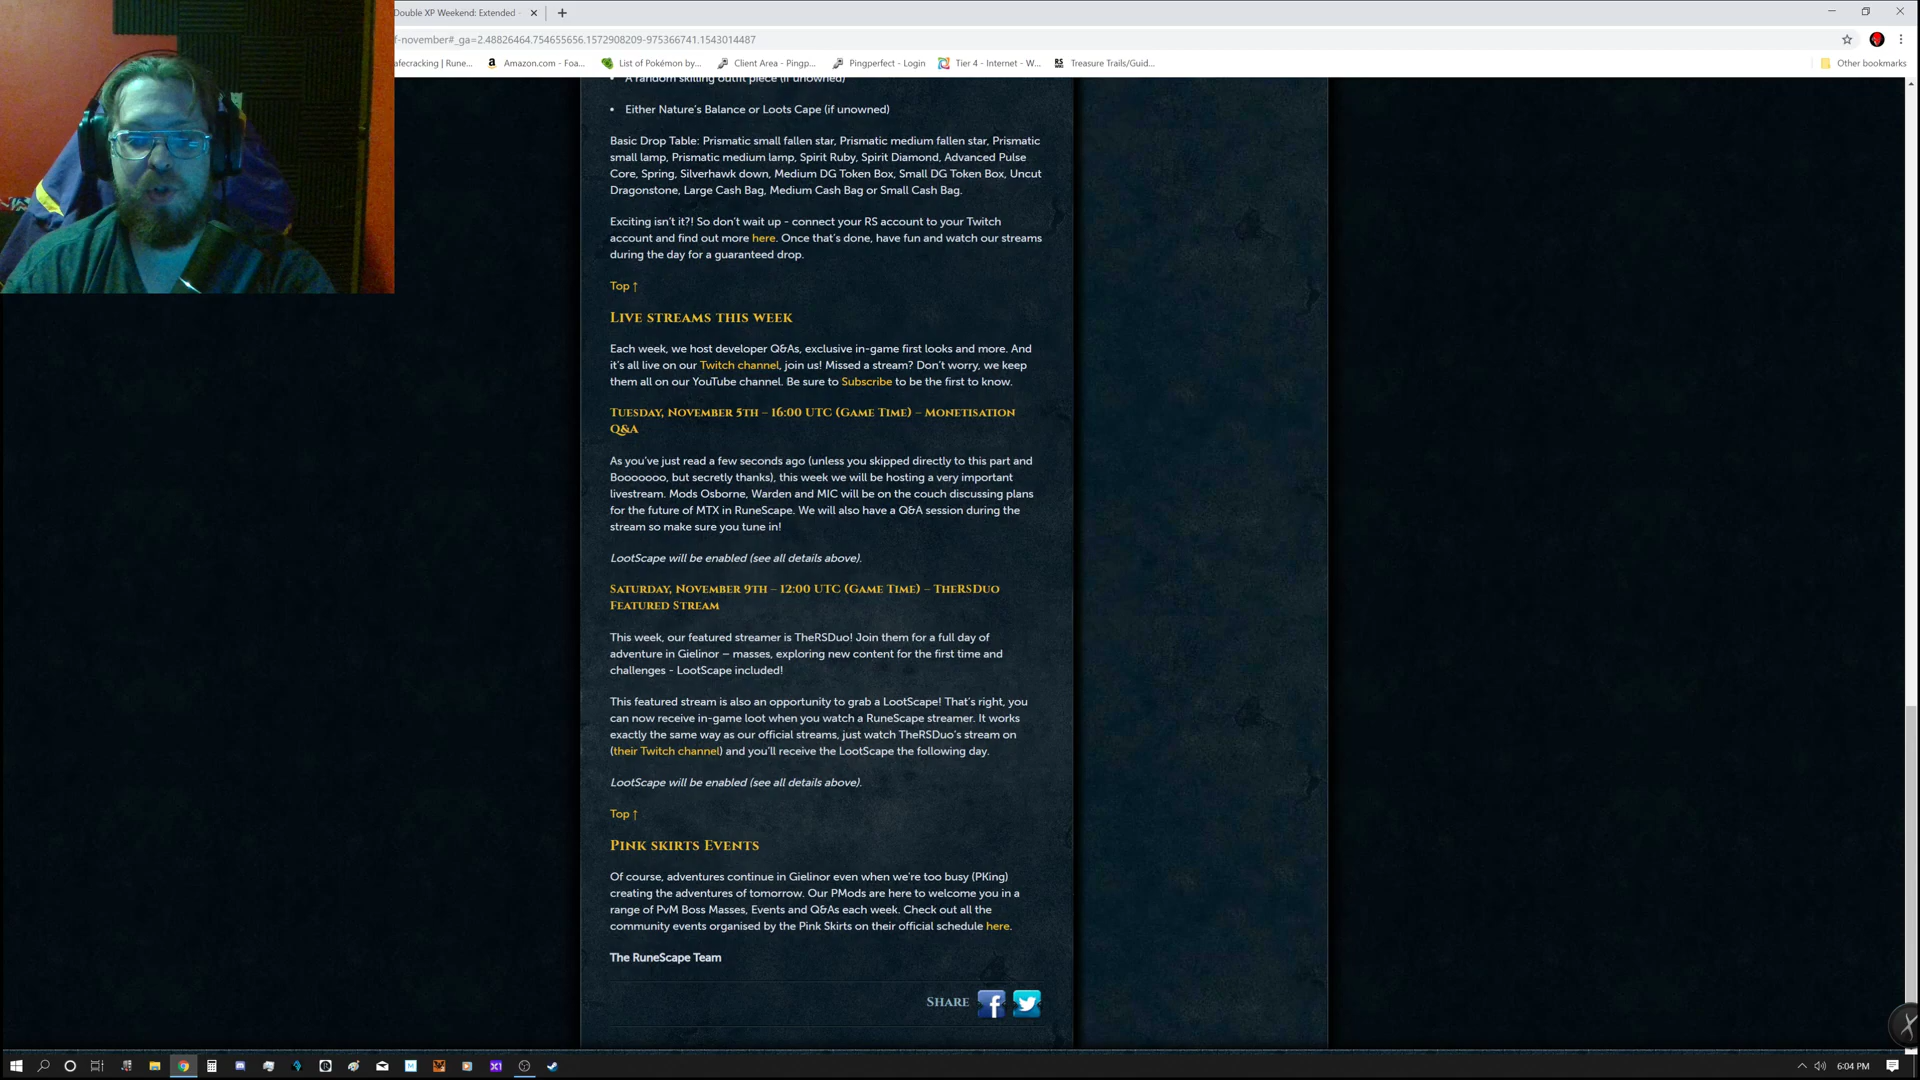 Double XP Weekend: Extended
f-november#_ga=2.48826464.754655656.1572908209-975366741.1543014487
afecracking | Rune...
Amazon.com - Foa...
List of Pokémon by...
Client Area - Pingp...
Pingperfect - Login
Tier 4 - Internet - W...
Treasure Trails/Guid...
Other bookmarks
• A random skilling outfit piece (if unowned)
• Either Nature's Balance or Loots Cape (if unowned)
Basic Drop Table: Prismatic small fallen star, Prismatic medium fallen star, Prismatic
small lamp, Prismatic medium lamp, Spirit Ruby, Spirit Diamond, Advanced Pulse
Core, Spring, Silverhawk down, Medium DG Token Box, Small DG Token Box, Uncut
Dragonstone, Large Cash Bag, Medium Cash Bag or Small Cash Bag.
Exciting isn't it?! So don't wait up - connect your RS account to your Twitch
account and find out more here. Once that's done, have fun and watch our streams
during the day for a guaranteed drop.
Top ↑
Live streams this week
Each week, we host developer Q&As, exclusive in-game first looks and more. And
it's all live on our Twitch channel, join us! Missed a stream? Don't worry, we keep
them all on our YouTube channel. Be sure to Subscribe to be the first to know.
Tuesday, November 5th – 16:00 UTC (Game Time) – Monetisation
Q&A
As you've just read a few seconds ago (unless you skipped directly to this part and
Booooooo, but secretly thanks), this week we will be hosting a very important
livestream. Mods Osborne, Warden and MIC will be on the couch discussing plans
for the future of MTX in RuneScape. We will also have a Q&A session during the
stream so make sure you tune in!
LootScape will be enabled (see all details above).
Saturday, November 9th – 12:00 UTC (Game Time) – TheRSDuo
Featured Stream
This week, our featured streamer is TheRSDuo! Join them for a full day of
adventure in Gielinor – masses, exploring new content for the first time and
challenges - LootScape included!
This featured stream is also an opportunity to grab a LootScape! That's right, you
can now receive in-game loot when you watch a RuneScape streamer. It works
exactly the same way as our official streams, just watch TheRSDuo's stream on
(their Twitch channel) and you'll receive the LootScape the following day.
LootScape will be enabled (see all details above).
Top ↑
Pink skirts Events
Of course, adventures continue in Gielinor even when we're too busy (PKing)
creating the adventures of tomorrow. Our PMods are here to welcome you in a
range of PvM Boss Masses, Events and Q&As each week. Check out all the
community events organised by the Pink Skirts on their official schedule here.
The RuneScape Team
Share
6:04 PM